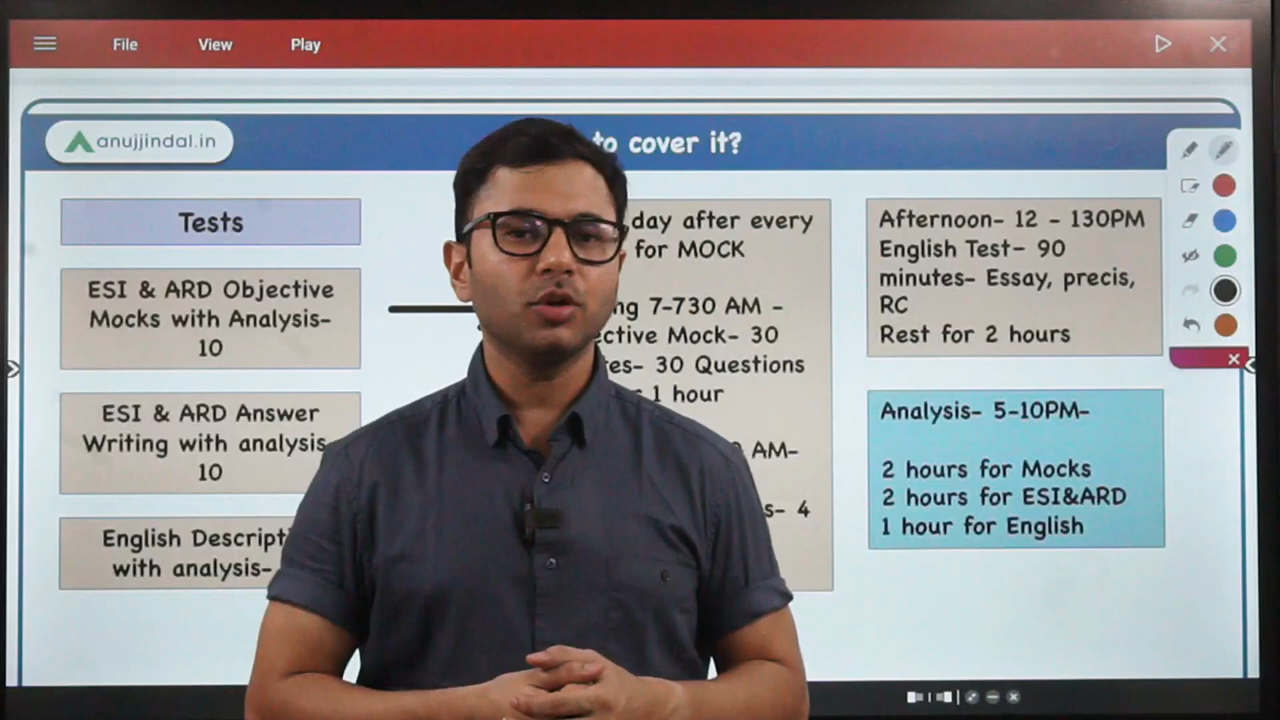 File View Play
anujjindal.in
to cover it?
Tests
ESI & ARD Objective
Mocks with Analysis-
10
ESI & ARD Answer
Writing with analysis
10
English Descript
with analysis-
day after every
for MOCK
7-730 AM -
Mock- 30
30 Questions
1 hour
AM-
4
Afternoon- 12 - 130PM
English Test- 90
minutes- Essay, precis,
RC
Rest for 2 hours
Analysis- 5-10PM-
2 hours for Mocks
2 hours for ESI&ARD
1 hour for English